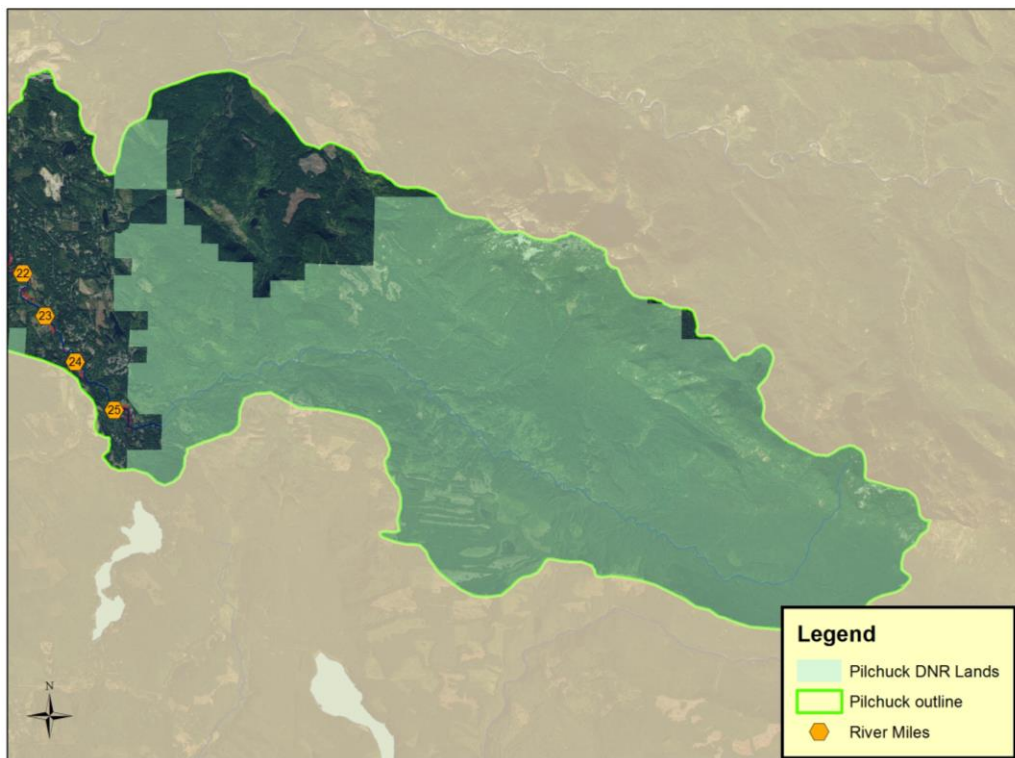 22
23
24
25
N
Legend
Pilchuck DNR Lands
Pilchuck outline
River Miles